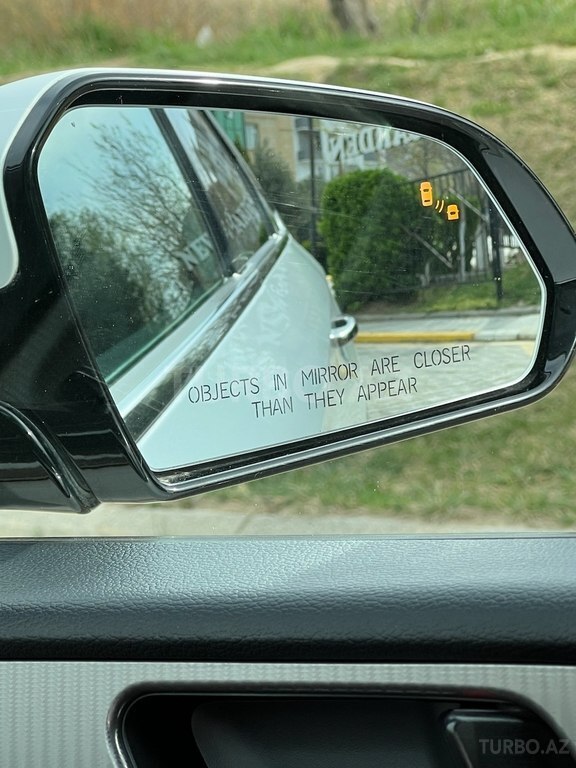 OBJECTS IN MIRROR ARE CLOSER
THAN THEY APPEAR
TURBO.AZ